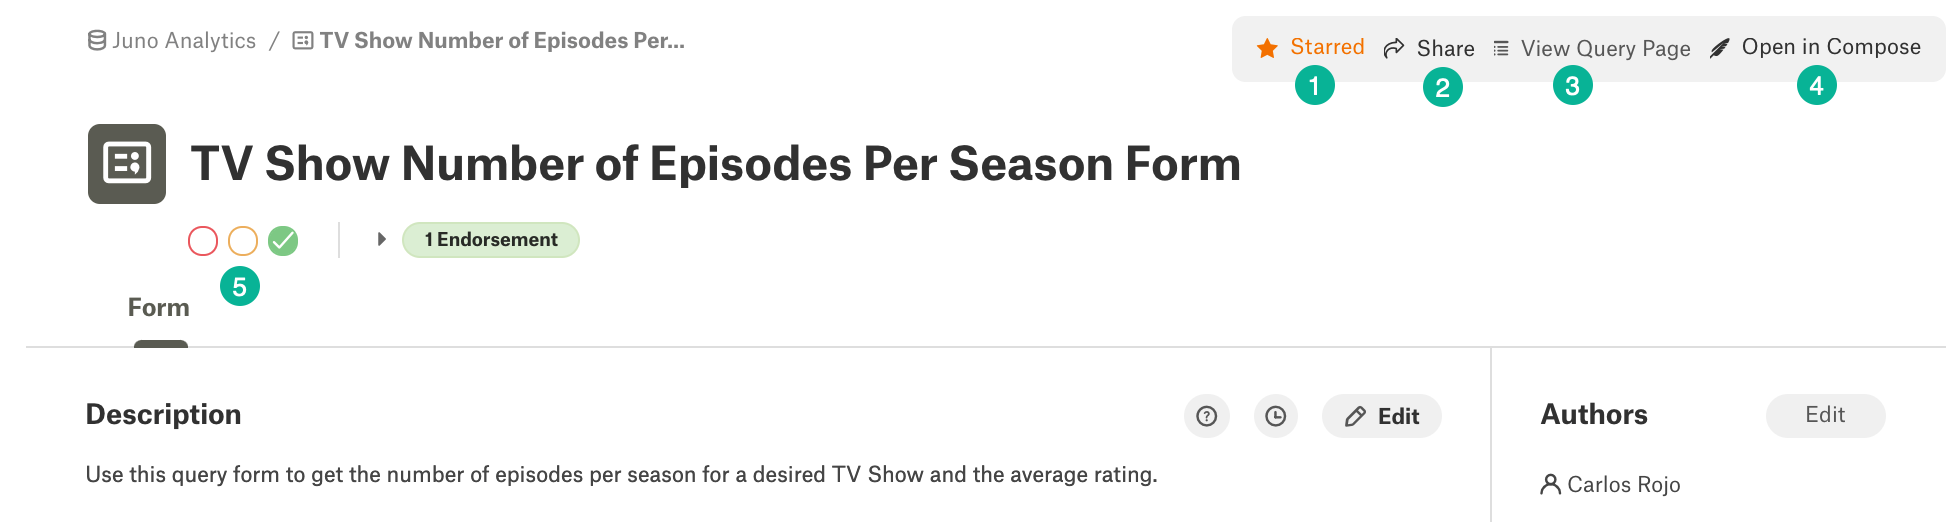 Juno Analytics / TV Show Number of Episodes Per...
Starred Share View Query Page Open in Compose
1 2 3 4
TV Show Number of Episodes Per Season Form
1 Endorsement
5
Form
Description
Edit
Use this query form to get the number of episodes per season for a desired TV Show and the average rating.
Authors
Edit
Carlos Rojo